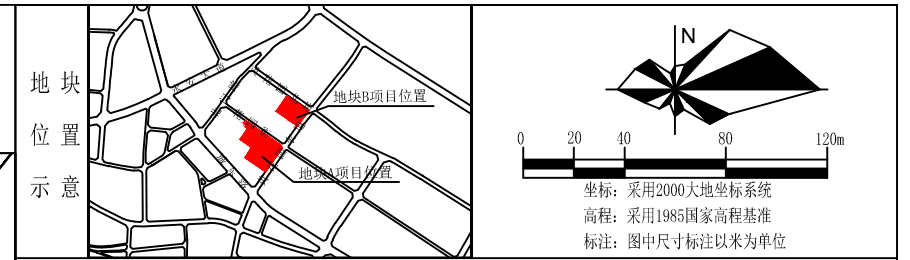 地块
位置
示意
地块B项目位置
地块A项目位置
N
0 20 40 80 120m
坐标：采用2000大地坐标系统
高程：采用1985国家高程基准
标注：图中尺寸标注以米为单位